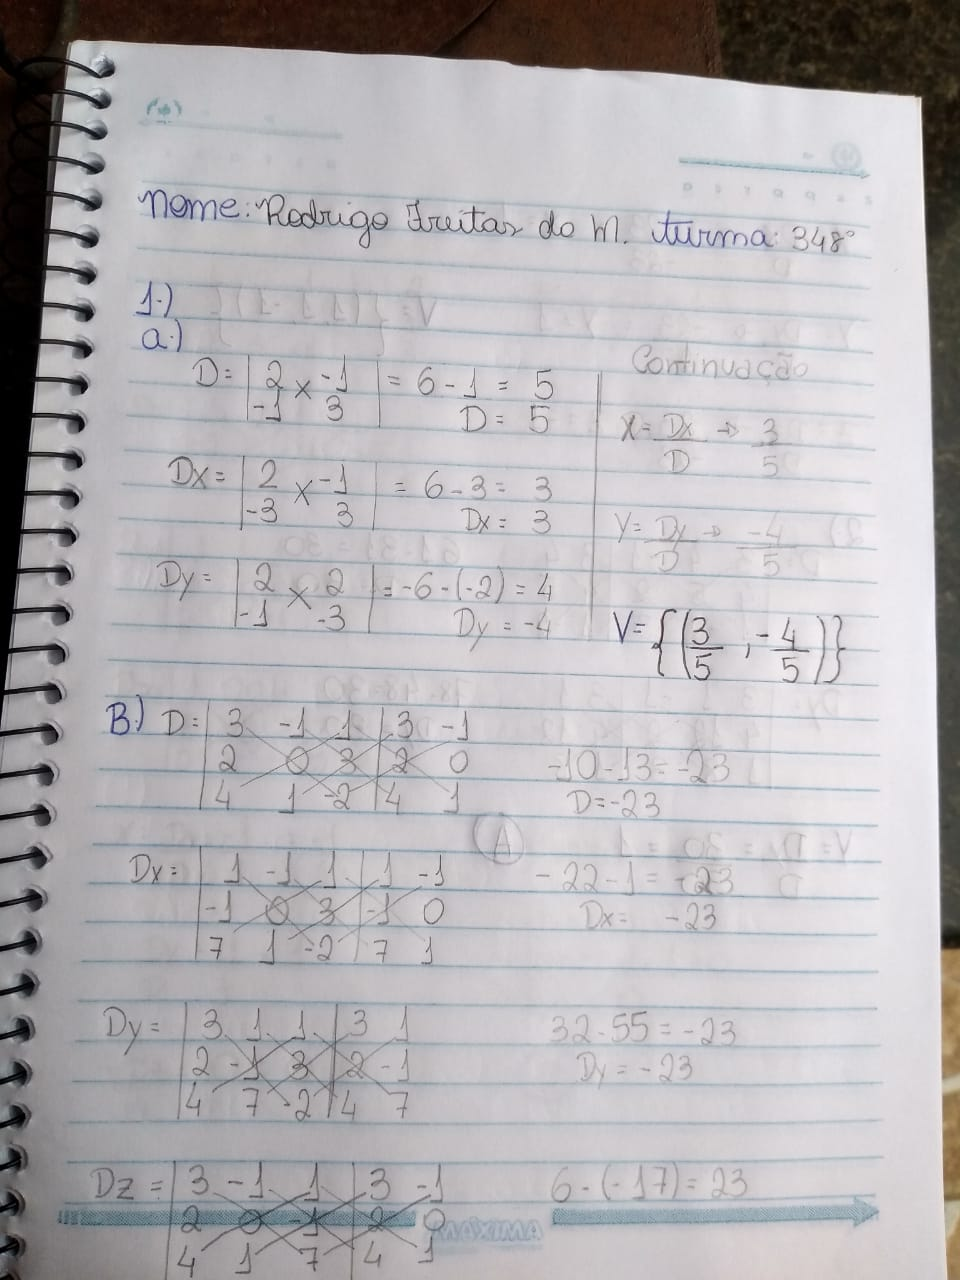 Nome: Rodrigo Freitas do M. turma: 348°
1.)
a.)
D = | 2 x -1 | = 6 - 1 = 5
-1 3 D = 5
Dx = | 2 x -1 | = 6 - 3 = 3
-3 3 Dx = 3
Dy = | 2 x 2 | = -6 - (-2) = 4
-1 -3 Dy = -4
Continuação
X = Dx → 3
D 5
Y = Dy → -4
D 5
V = {(3/5, -4/5)}
B.) D = | 3 -1 1 | 3 -1
2 0 3 | 2 0 -10 - 13 = -23
4 1 -2 | 4 1 D = -23
A
Dx = | 1 -1 1 | 1 -1 -22 - 1 = -23
-1 0 3 | -1 0 Dx = -23
7 1 -2 | 7 1
Dy = | 3 1 1 | 3 1 32 - 55 = -23
2 -1 3 | 2 -1 Dy = -23
4 7 -2 | 4 7
Dz = | 3 -1 1 | 3 -1 6 - (-17) = 23
2 0 -1 | 2 0
4 1 7 | 4 1